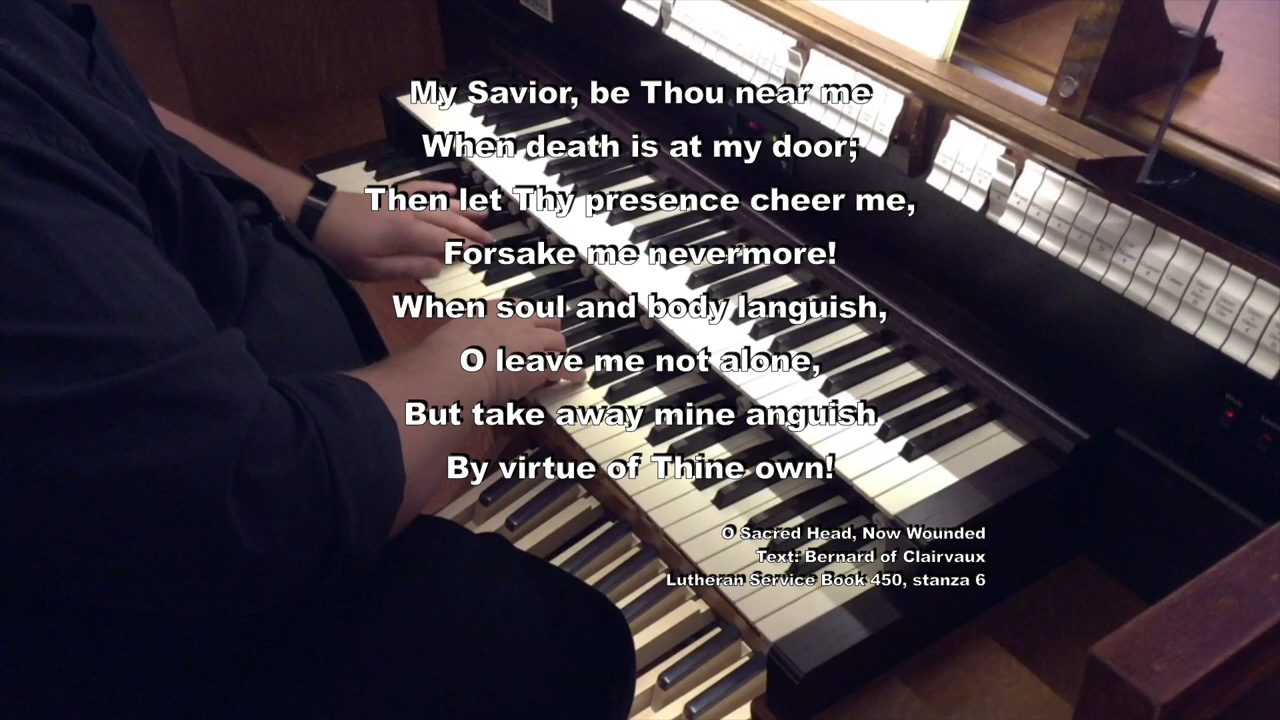 My Savior, be Thou near me
When death is at my door;
Then let Thy presence cheer me,
Forsake me nevermore!
When soul and body languish,
O leave me not alone,
But take away mine anguish
By virtue of Thine own!
O Sacred Head, Now Wounded
Text: Bernard of Clairvaux
Lutheran Service Book 450, stanza 6